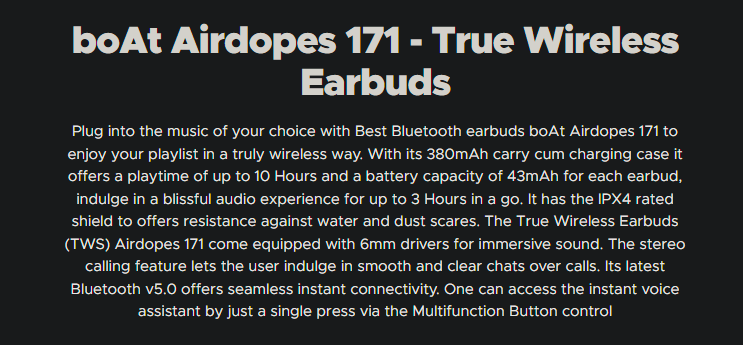 boAt Airdopes 171 - True Wireless
Earbuds
Plug into the music of your choice with Best Bluetooth earbuds boAt Airdopes 171 to
enjoy your playlist in a truly wireless way. With its 380mAh carry cum charging case it
offers a playtime of up to 10 Hours and a battery capacity of 43mAh for each earbud,
indulge in a blissful audio experience for up to 3 Hours in a go. It has the IPX4 rated
shield to offers resistance against water and dust scares. The True Wireless Earbuds
(TWS) Airdopes 171 come equipped with 6mm drivers for immersive sound. The stereo
calling feature lets the user indulge in smooth and clear chats over calls. Its latest
Bluetooth v5.0 offers seamless instant connectivity. One can access the instant voice
assistant by just a single press via the Multifunction Button control